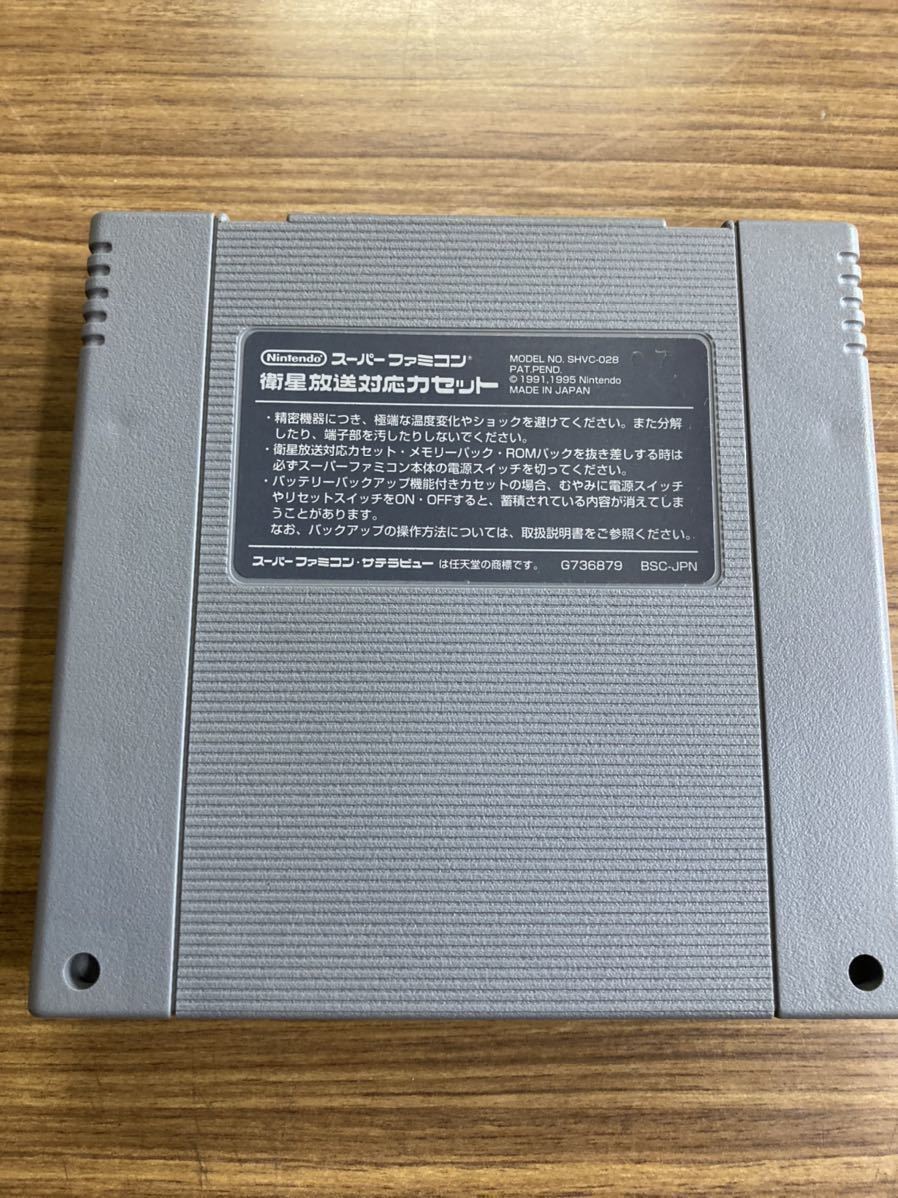 Nintendo® スーパーファミコン®
衛星放送対応カセット
MODEL NO. SHVC-028
PAT.PEND.
© 1991,1995 Nintendo
MADE IN JAPAN
07
・精密機器につき、極端な温度変化やショックを避けてください。また分解
したり、端子部を汚したりしないでください。
・衛星放送対応カセット・メモリーパック・ROMパックを抜き差しする時は
必ずスーパーファミコン本体の電源スイッチを切ってください。
・バッテリーバックアップ機能付きカセットの場合、むやみに電源スイッチ
やリセットスイッチをON・OFFすると、蓄積されている内容が消えてしま
うことがあります。
なお、バックアップの操作方法については、取扱説明書をご参照ください。
スーパーファミコン・サテラビュー は任天堂の商標です。 G736879 BSC-JPN